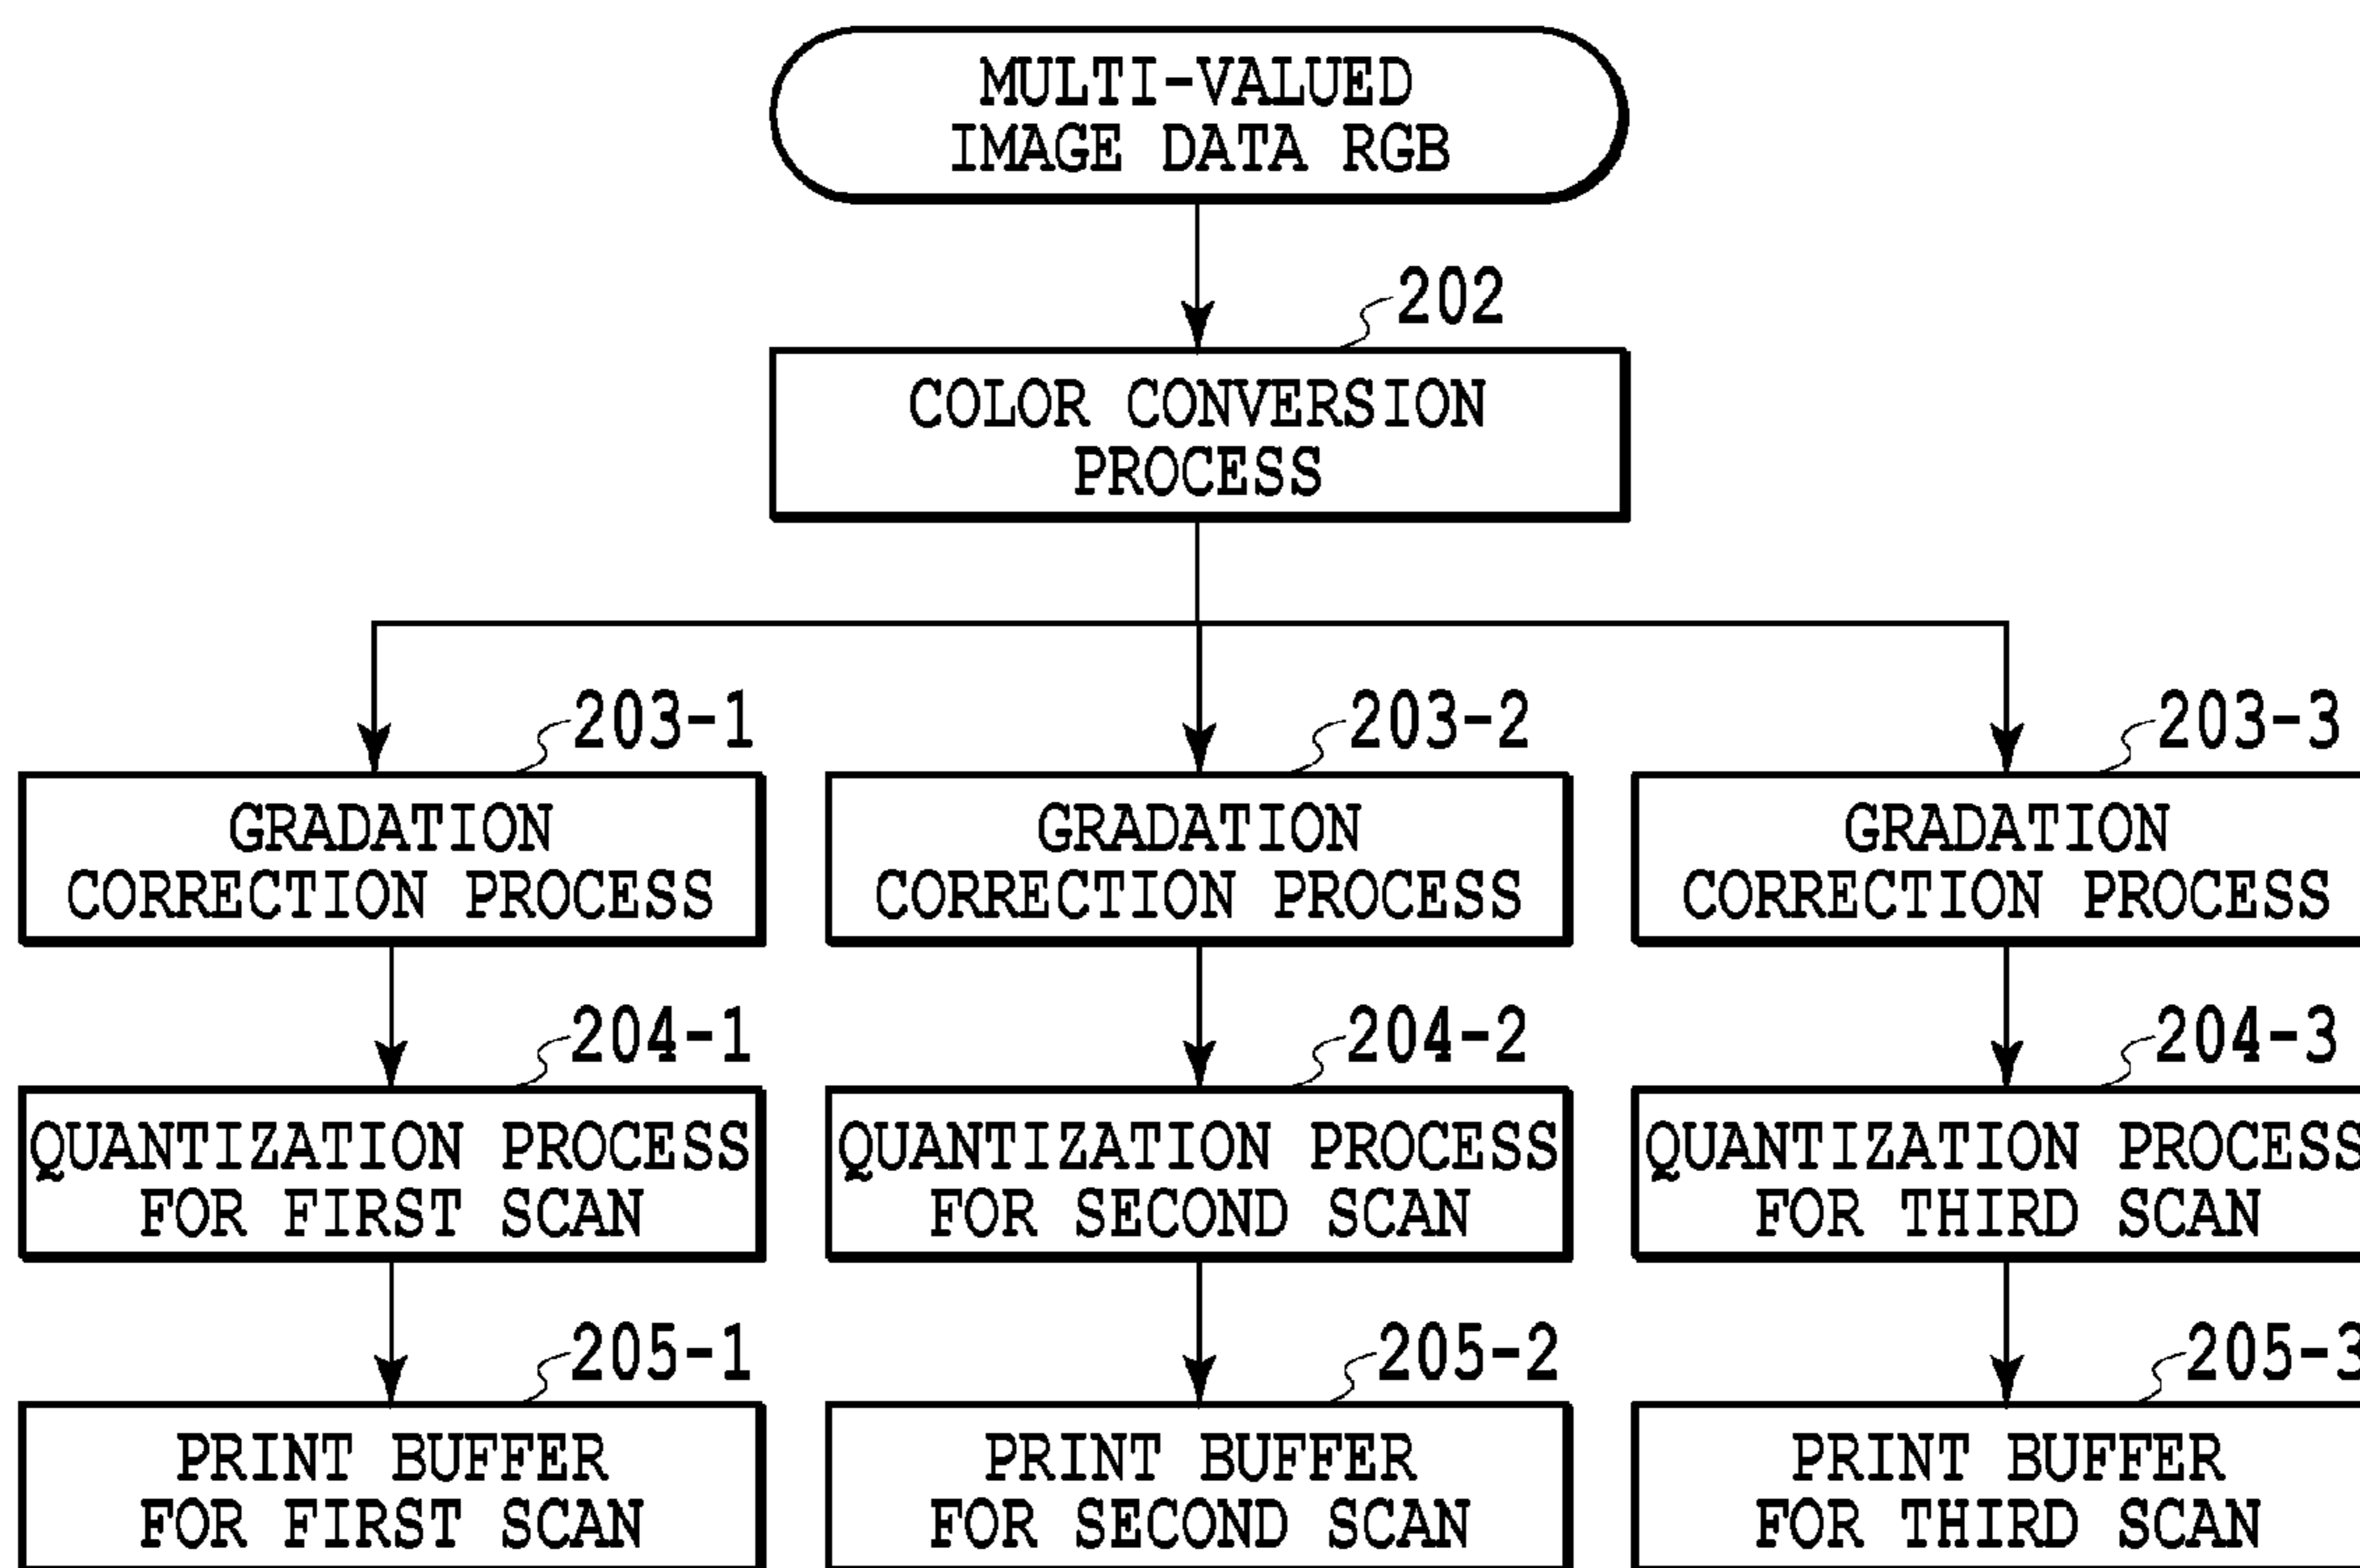 MULTI-VALUED
IMAGE DATA RGB
202
COLOR CONVERSION
PROCESS
203-1
203-2
203-3
GRADATION
CORRECTION PROCESS
GRADATION
CORRECTION PROCESS
GRADATION
CORRECTION PROCESS
204-1
204-2
204-3
QUANTIZATION PROCESS
FOR FIRST SCAN
QUANTIZATION PROCESS
FOR SECOND SCAN
QUANTIZATION PROCESS
FOR THIRD SCAN
205-1
205-2
205-3
PRINT BUFFER
FOR FIRST SCAN
PRINT BUFFER
FOR SECOND SCAN
PRINT BUFFER
FOR THIRD SCAN